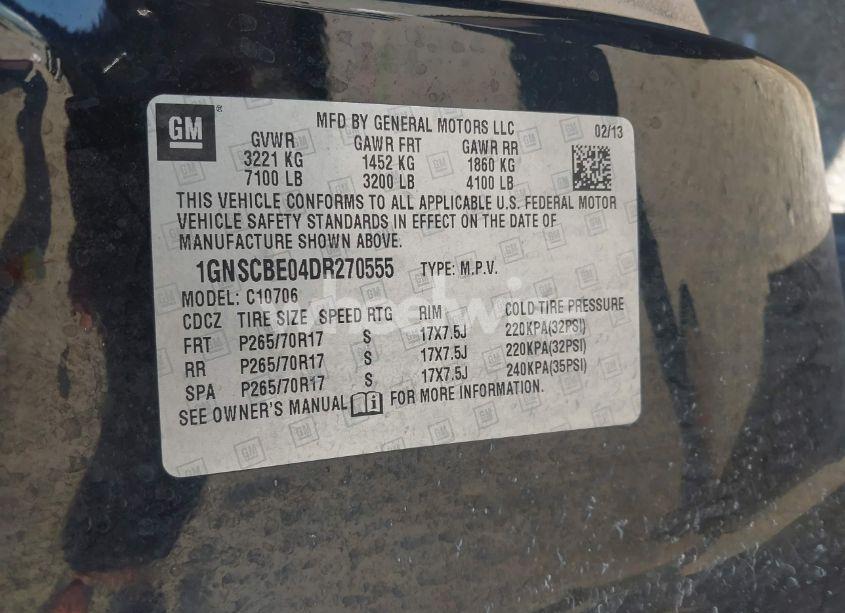 GM
MFD BY GENERAL MOTORS LLC
02/13
GVWR GAWR FRT GAWR RR
3221 KG 1452 KG 1860 KG
7100 LB 3200 LB 4100 LB
THIS VEHICLE CONFORMS TO ALL APPLICABLE U.S. FEDERAL MOTOR
VEHICLE SAFETY STANDARDS IN EFFECT ON THE DATE OF
MANUFACTURE SHOWN ABOVE.
1GNSCBE04DR270555 TYPE: M.P.V.
MODEL: C10706
CDCZ TIRE SIZE SPEED RTG RIM COLD TIRE PRESSURE
FRT P265/70R17 S 17X7.5J 220KPA(32PSI)
RR P265/70R17 S 17X7.5J 220KPA(32PSI)
SPA P265/70R17 S 17X7.5J 240KPA(35PSI)
SEE OWNER'S MANUAL FOR MORE INFORMATION.